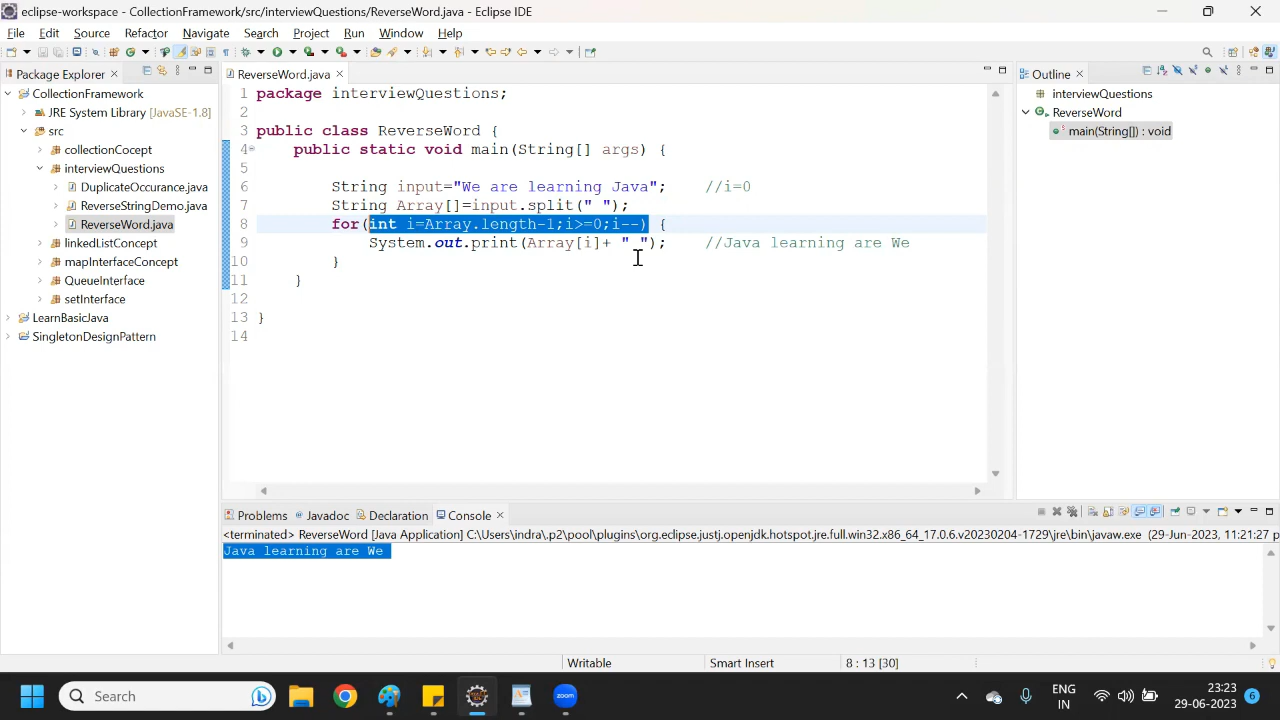 eclipse-workspace - CollectionFramework/src/interviewQuestions/ReverseWord.java - Eclipse IDE
File Edit Source Refactor Navigate Search Project Run Window Help
Package Explorer
CollectionFramework
JRE System Library [JavaSE-1.8]
src
collectionCocept
interviewQuestions
DuplicateOccurance.java
ReverseStringDemo.java
ReverseWord.java
linkedListConcept
mapInterfaceConcept
QueueInterface
setInterface
LearnBasicJava
SingletonDesignPattern
ReverseWord.java
1 package interviewQuestions;
2
3 public class ReverseWord {
4 public static void main(String[] args) {
5
6 String input="We are learning Java"; //i=0
7 String Array[]=input.split(" ");
8 for(int i=Array.length-1;i>=0;i--) {
9 System.out.print(Array[i]+ " "); //Java learning are We
10 }
11 }
12
13 }
14
Outline
interviewQuestions
ReverseWord
main(String[]) : void
Problems Javadoc Declaration Console
<terminated> ReverseWord [Java Application] C:\Users\indra\.p2\pool\plugins\org.eclipse.justj.openjdk.hotspot.jre.full.win32.x86_64_17.0.6.v20230204-1729\jre\bin\javaw.exe (29-Jun-2023, 11:21:27 p
Java learning are We
Writable Smart Insert 8 : 13 [30]
Search
ENG
IN
23:23
29-06-2023
6